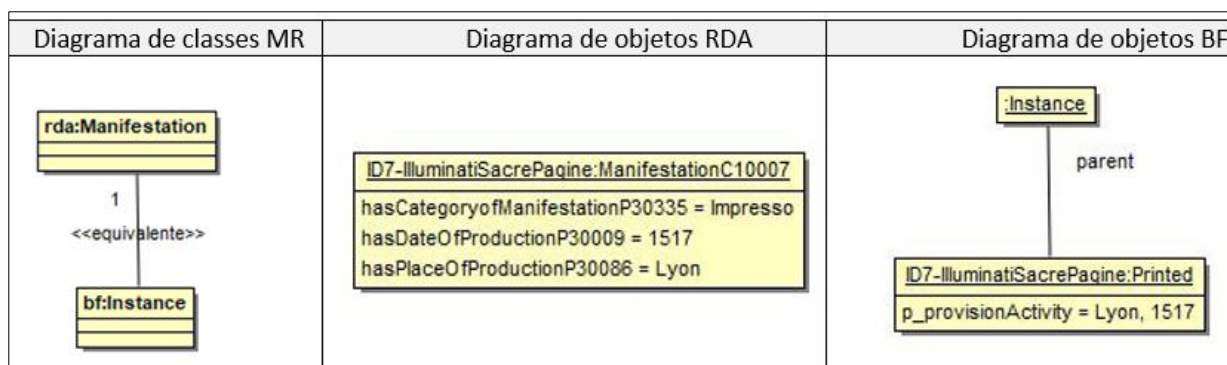 Diagrama de classes MR
Diagrama de objetos RDA
Diagrama de objetos BF
rda:Manifestation
1
<<equivalente>>
bf:Instance
ID7-IlluminatiSacrePagine:ManifestationC10007
hasCategoryofManifestationP30335 = Impresso
hasDateOfProductionP30009 = 1517
hasPlaceOfProductionP30086 = Lyon
:Instance
parent
ID7-IlluminatiSacrePagine:Printed
p_provisionActivity = Lyon, 1517